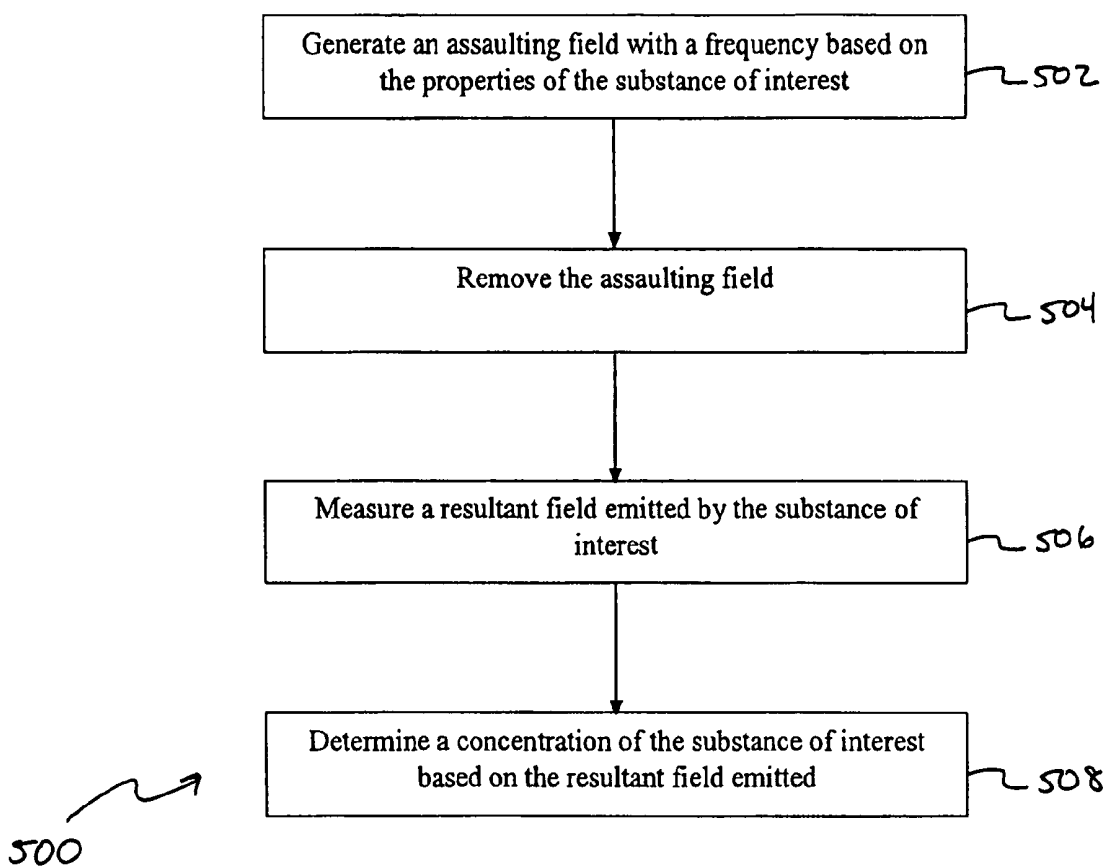 Generate an assaulting field with a frequency based on
the properties of the substance of interest
502
Remove the assaulting field
504
Measure a resultant field emitted by the substance of
interest
506
Determine a concentration of the substance of interest
based on the resultant field emitted
508
500